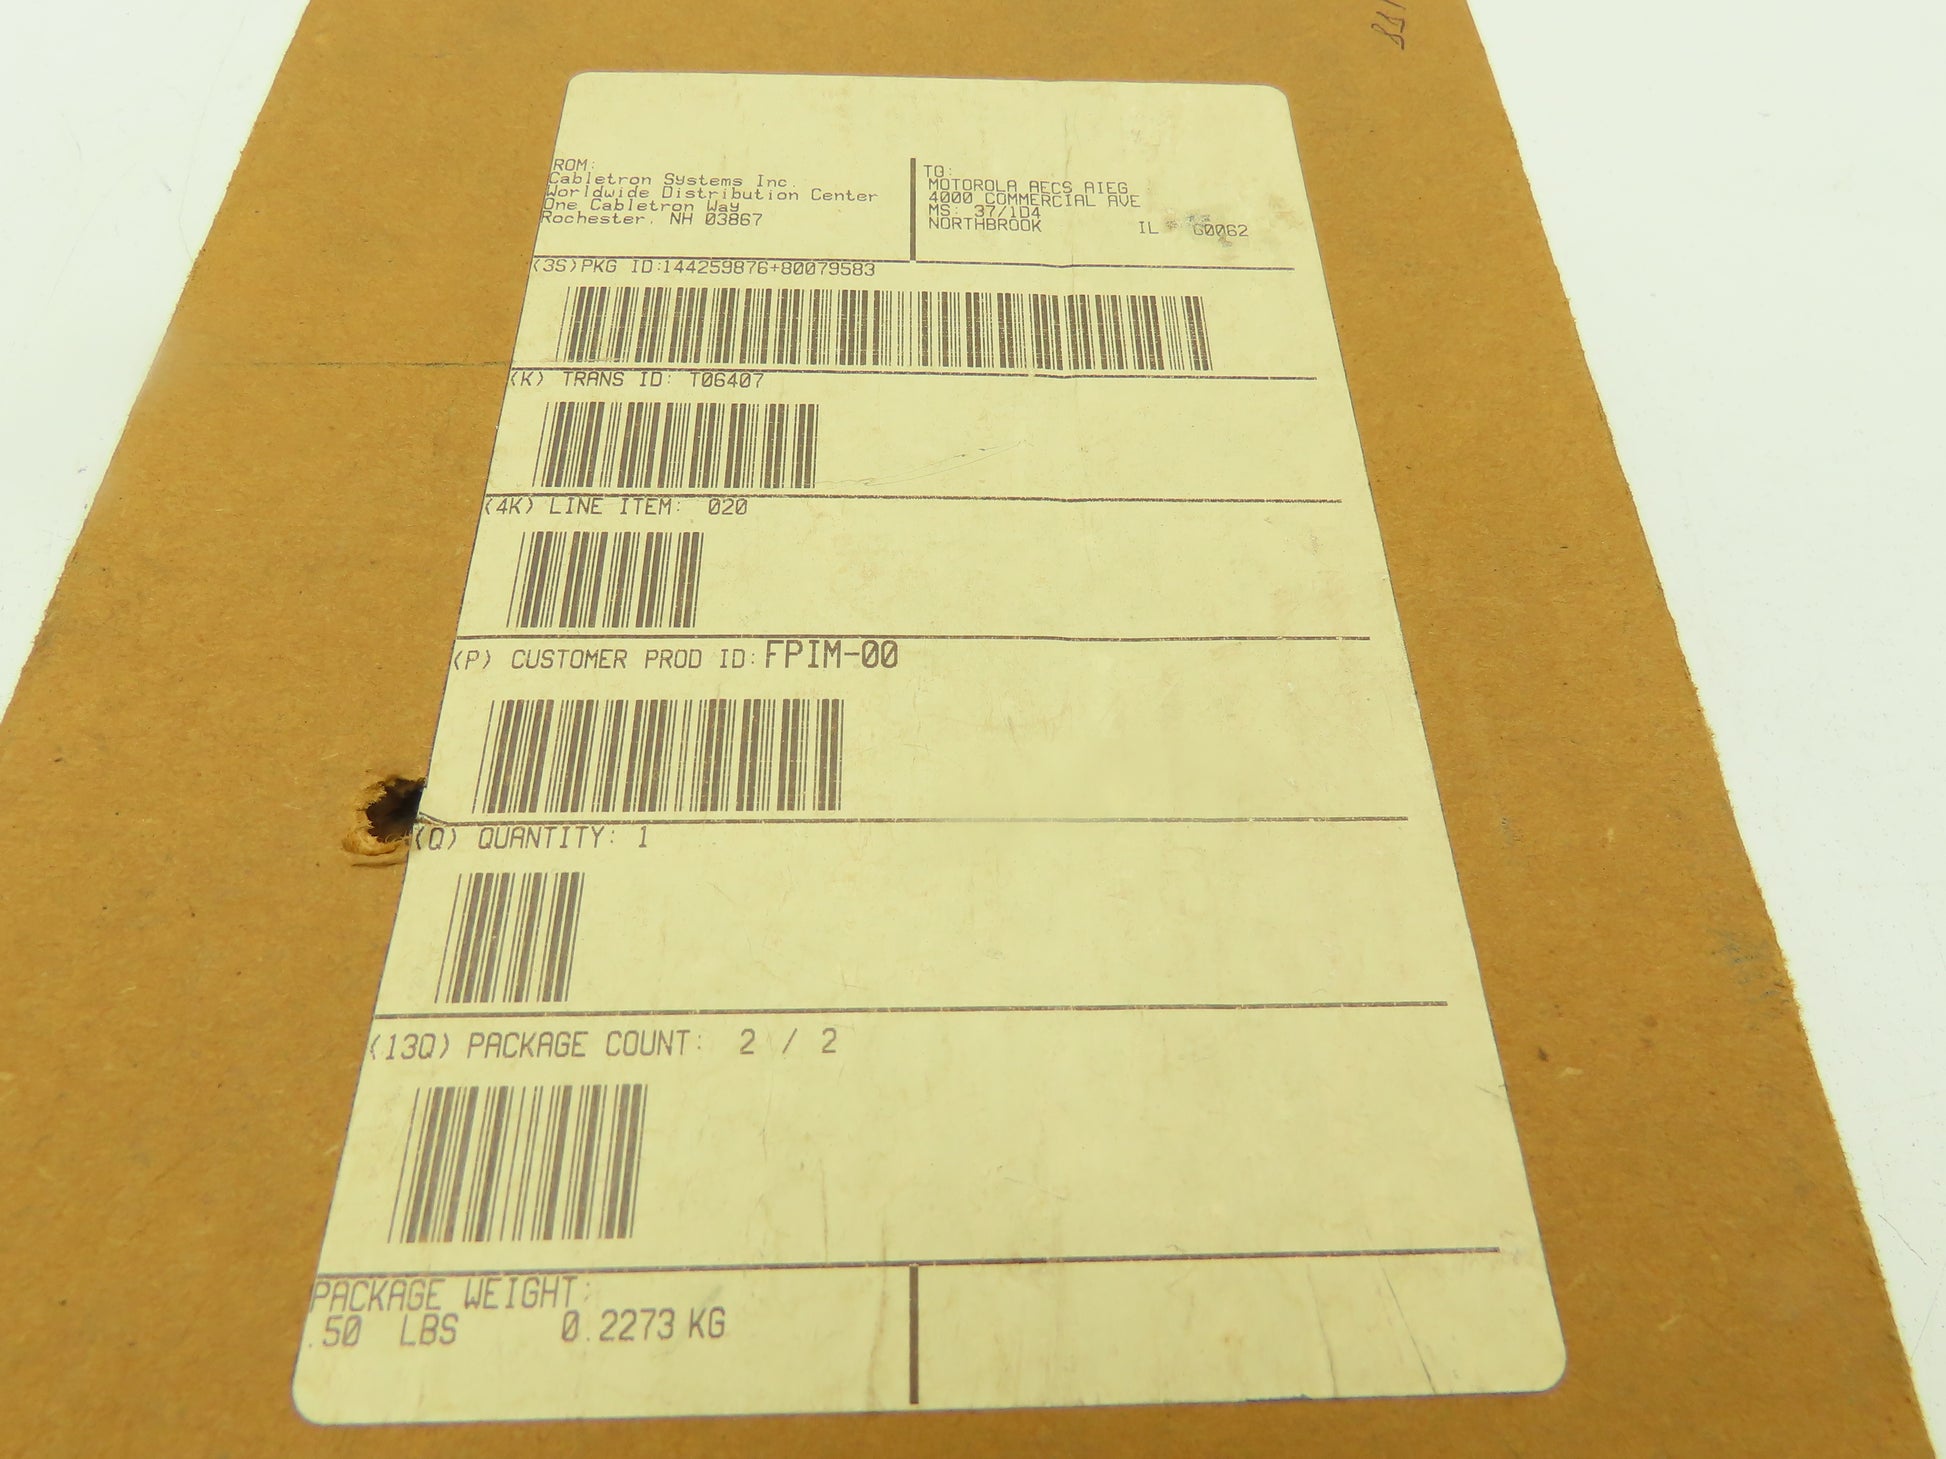 ROM:
Cabletron Systems Inc.
Worldwide Distribution Center
One Cabletron Way
Rochester, NH 03867
TO:
MOTOROLA AECS AIEG
4000 COMMERCIAL AVE
MS: 37/1D4
NORTHBROOK IL 60062
(3S)PKG ID:144259876+80079583
(K) TRANS ID: T06407
(4K) LINE ITEM: 020
(P) CUSTOMER PROD ID:FPIM-00
(Q) QUANTITY: 1
(13Q) PACKAGE COUNT: 2 / 2
PACKAGE WEIGHT:
.50 LBS 0.2273 KG